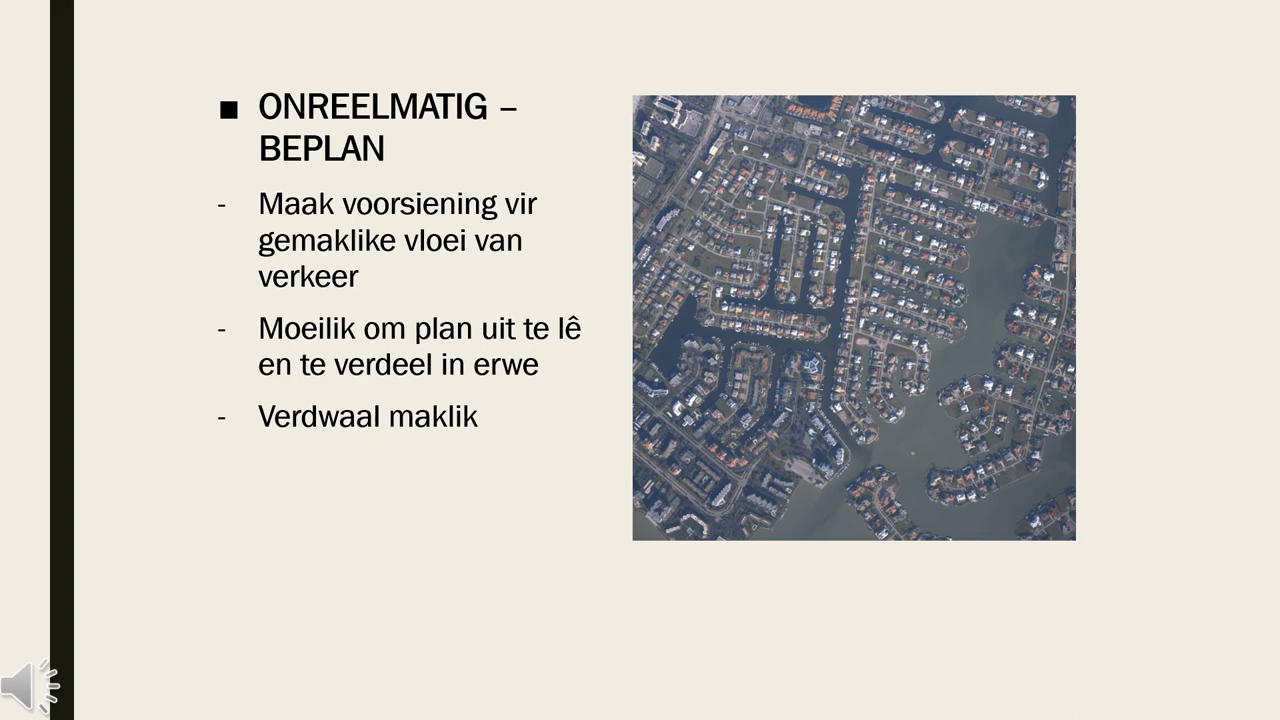 ■ ONREELMATIG –
BEPLAN
- Maak voorsiening vir
gemaklike vloei van
verkeer
- Moeilik om plan uit te lê
en te verdeel in erwe
- Verdwaal maklik